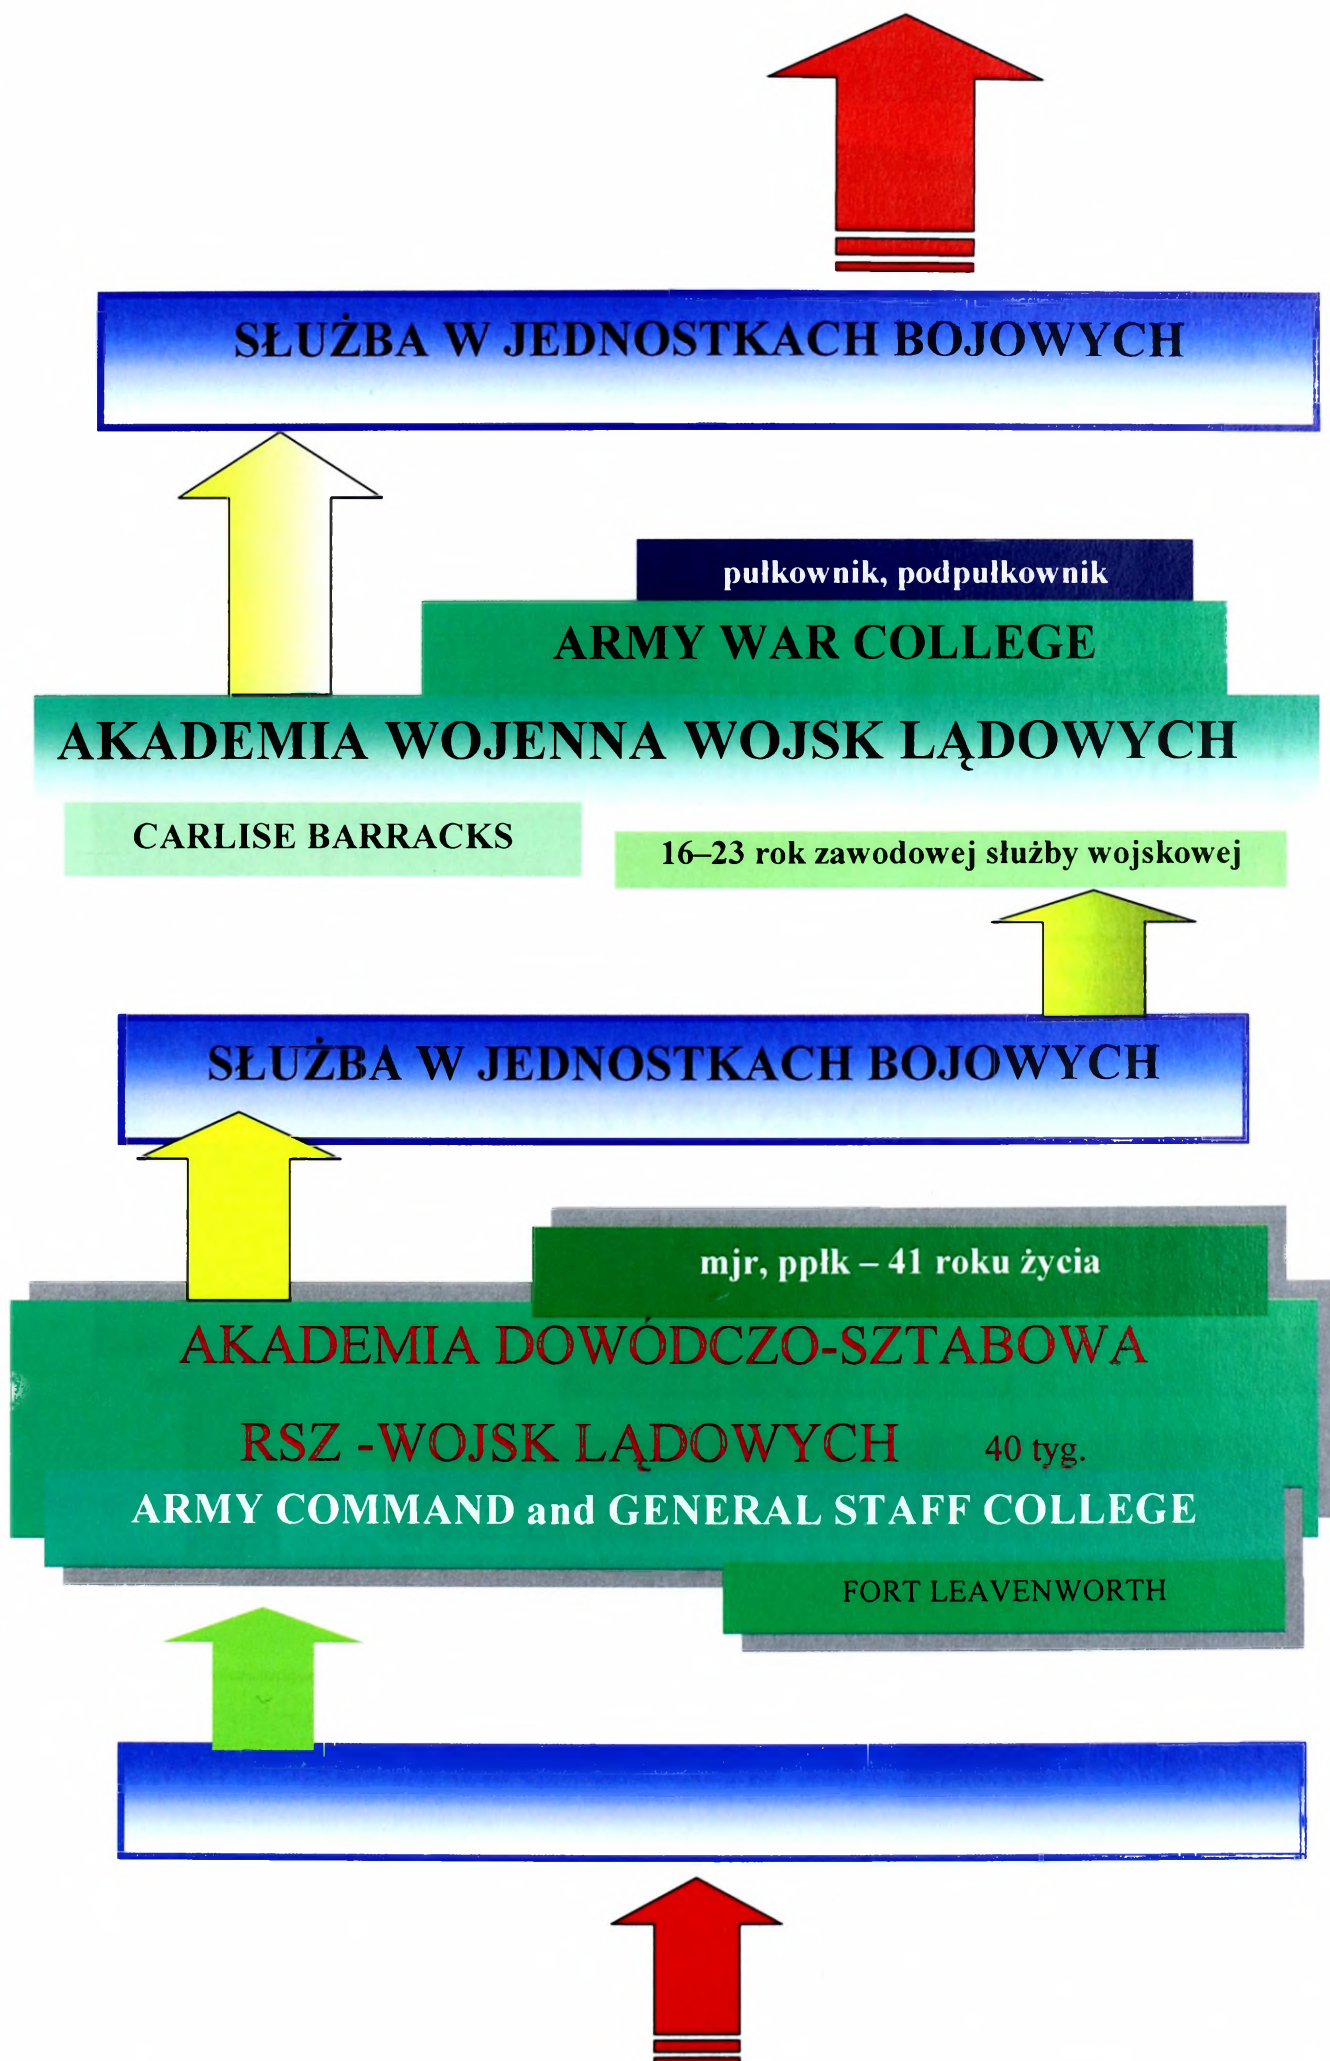 SŁUŻBA W JEDNOSTKACH BOJOWYCH
pułkownik, podpułkownik
ARMY WAR COLLEGE
AKADEMIA WOJENNA WOJSK LĄDOWYCH
CARLISE BARRACKS
16–23 rok zawodowej służby wojskowej
SŁUŻBA W JEDNOSTKACH BOJOWYCH
mjr, ppłk – 41 roku życia
AKADEMIA DOWÓDCZO-SZTABOWA
RSZ -WOJSK LĄDOWYCH 40 tyg.
ARMY COMMAND and GENERAL STAFF COLLEGE
FORT LEAVENWORTH